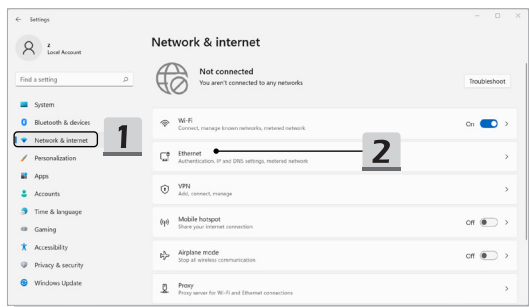 Settings
z
Local Account
Find a setting
System
Bluetooth & devices
Network & internet
Personalization
Apps
Accounts
Time & language
Gaming
Accessibility
Privacy & security
Windows Update
1
Network & internet
Not connected
You aren't connected to any networks
Troubleshoot
Wi-Fi
Connect, manage known networks, metered network
On
Ethernet
Authentication, IP and DNS settings, metered network
2
VPN
Add, connect, manage
Mobile hotspot
Share your internet connection
Off
Airplane mode
Stop all wireless communication
Off
Proxy
Proxy server for Wi-Fi and Ethernet connections